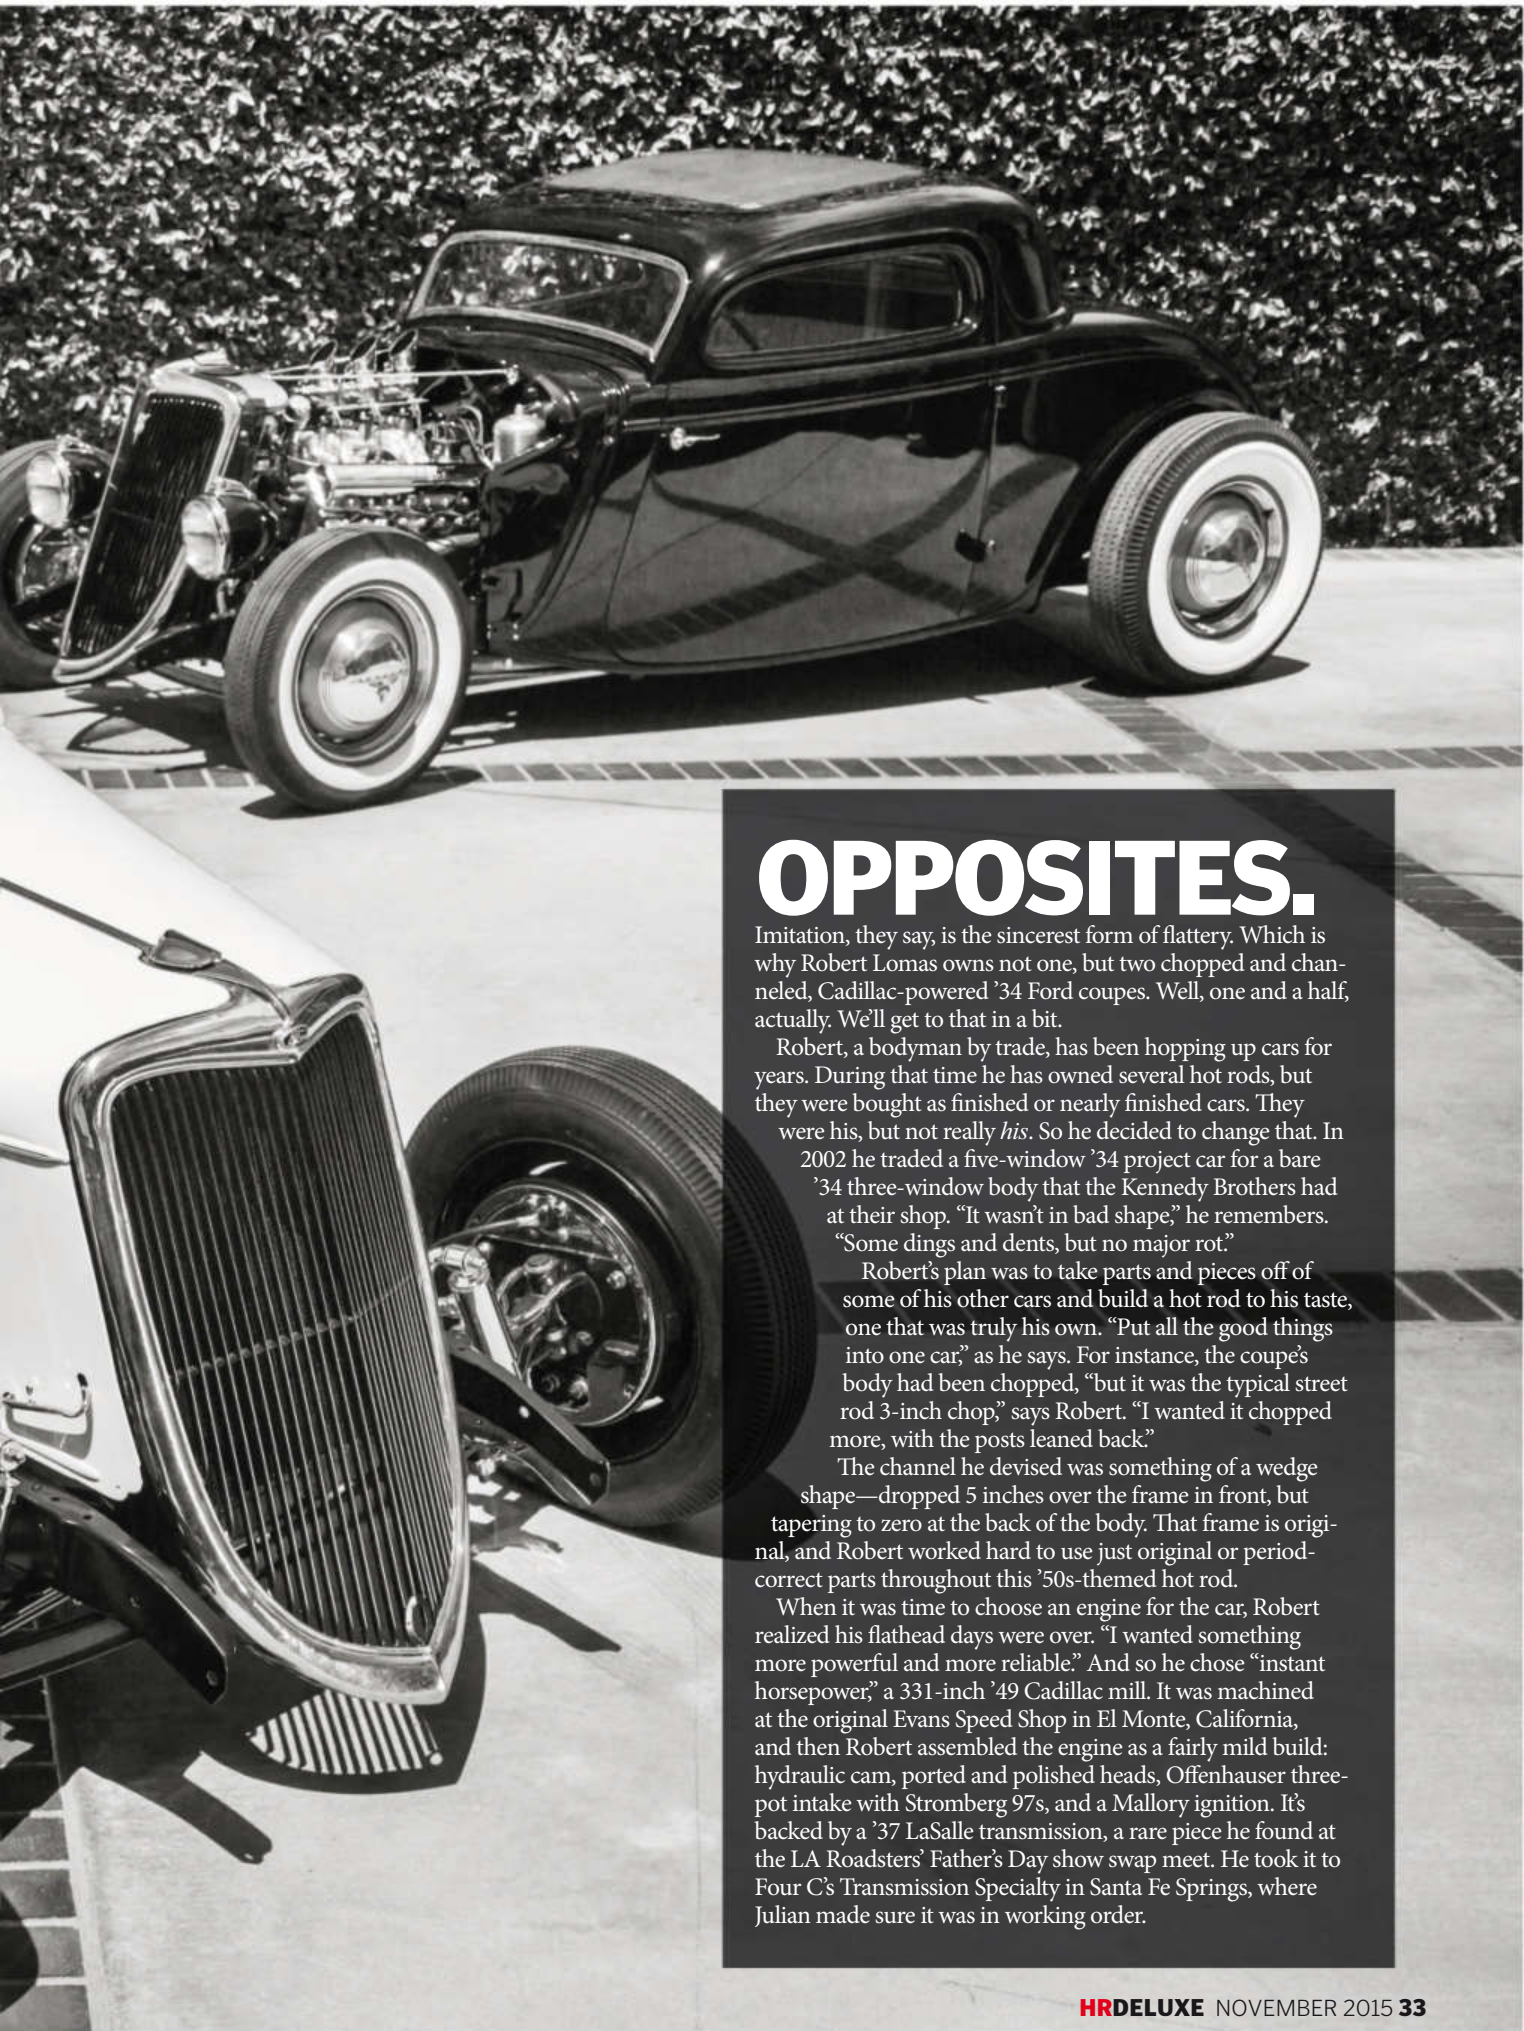 OPPOSITES.
Imitation, they say, is the sincerest form of flattery. Which is
why Robert Lomas owns not one, but two chopped and chan-
neled, Cadillac-powered ’34 Ford coupes. Well, one and a half,
actually. We’ll get to that in a bit.
Robert, a bodyman by trade, has been hopping up cars for
years. During that time he has owned several hot rods, but
they were bought as finished or nearly finished cars. They
were his, but not really his. So he decided to change that. In
2002 he traded a five-window ’34 project car for a bare
’34 three-window body that the Kennedy Brothers had
at their shop. “It wasn’t in bad shape,” he remembers.
“Some dings and dents, but no major rot.”
Robert’s plan was to take parts and pieces off of
some of his other cars and build a hot rod to his taste,
one that was truly his own. “Put all the good things
into one car,” as he says. For instance, the coupe’s
body had been chopped, “but it was the typical street
rod 3-inch chop,” says Robert. “I wanted it chopped
more, with the posts leaned back.”
The channel he devised was something of a wedge
shape—dropped 5 inches over the frame in front, but
tapering to zero at the back of the body. That frame is origi-
nal, and Robert worked hard to use just original or period-
correct parts throughout this ’50s-themed hot rod.
When it was time to choose an engine for the car, Robert
realized his flathead days were over. “I wanted something
more powerful and more reliable.” And so he chose “instant
horsepower,” a 331-inch ’49 Cadillac mill. It was machined
at the original Evans Speed Shop in El Monte, California,
and then Robert assembled the engine as a fairly mild build:
hydraulic cam, ported and polished heads, Offenhauser three-
pot intake with Stromberg 97s, and a Mallory ignition. It’s
backed by a ’37 LaSalle transmission, a rare piece he found at
the LA Roadsters’ Father’s Day show swap meet. He took it to
Four C’s Transmission Specialty in Santa Fe Springs, where
Julian made sure it was in working order.
HRDELUXE NOVEMBER 2015 33